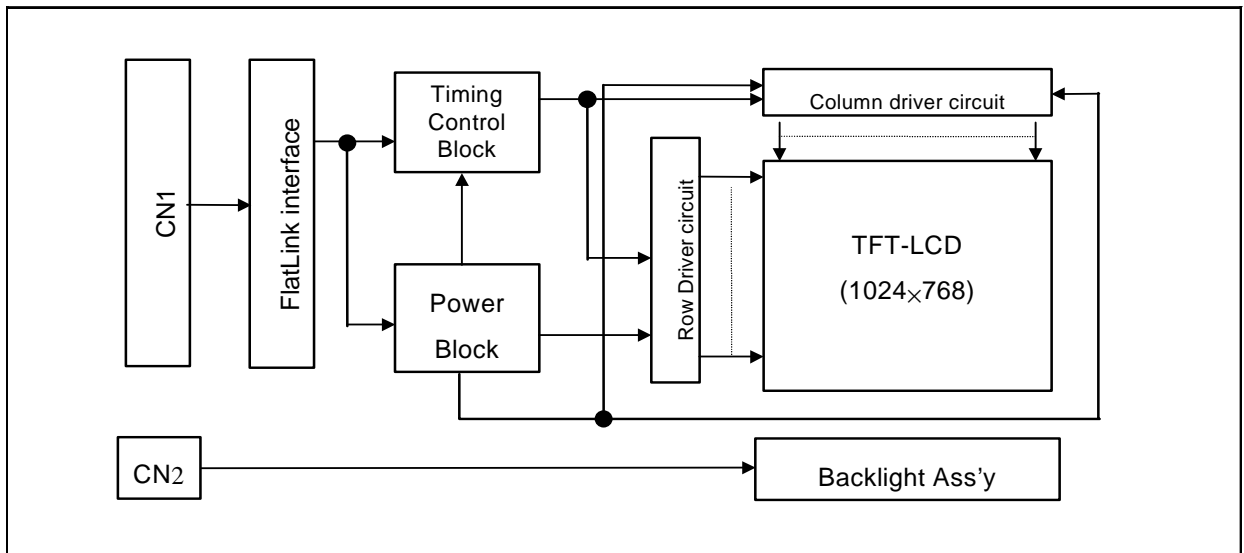 CN1
FlatLink interface
Timing
Control
Block
Power
Block
Row Driver circuit
Column driver circuit
TFT-LCD
(1024×768)
CN2
Backlight Ass’y